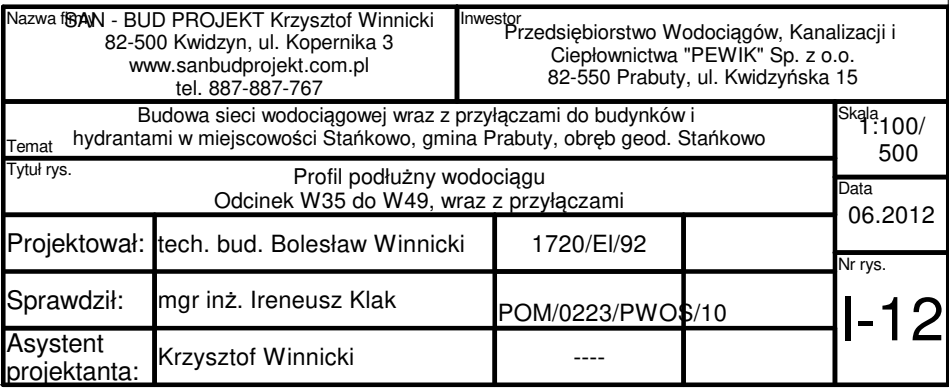 Nazwa firmy
SAN - BUD PROJEKT Krzysztof Winnicki
82-500 Kwidzyn, ul. Kopernika 3
www.sanbudprojekt.com.pl
tel. 887-887-767
Inwestor
Przedsiębiorstwo Wodociągów, Kanalizacji i
Ciepłownictwa "PEWIK" Sp. z o.o.
82-550 Prabuty, ul. Kwidzyńska 15
Temat
Budowa sieci wodociągowej wraz z przyłączami do budynków i
hydrantami w miejscowości Stańkowo, gmina Prabuty, obręb geod. Stańkowo
Skala
1:100/
500
Tytuł rys.
Profil podłużny wodociągu
Odcinek W35 do W49, wraz z przyłączami
Data
06.2012
Projektował: tech. bud. Bolesław Winnicki 1720/El/92
Sprawdził: mgr inż. Ireneusz Klak POM/0223/PWOS/10
Nr rys.
I-12
Asystent
projektanta: Krzysztof Winnicki ----